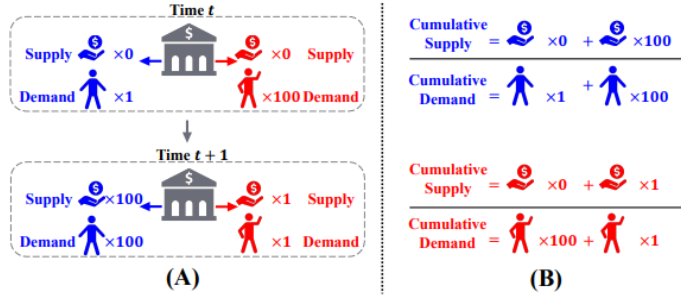 Time t
Supply $ ×0 $ $ ×0 Supply
Demand ×1 ×100 Demand
Time t + 1
Supply $ ×100 $ $ ×1 Supply
Demand ×100 ×1 Demand
(A)
Cumulative
Supply = $ ×0 + $ ×100
Cumulative
Demand = ×1 + ×100
Cumulative
Supply = $ ×0 + $ ×1
Cumulative
Demand = ×100 + ×1
(B)